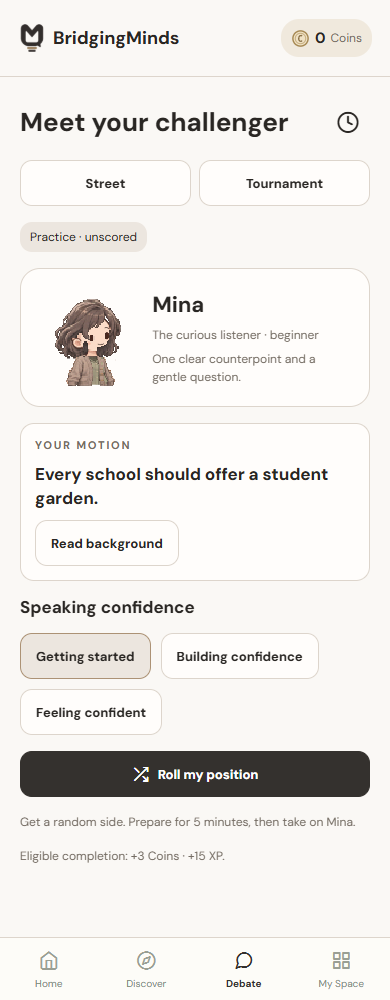 BridgingMinds
0 Coins
Meet your challenger
Street
Tournament
Practice · unscored
Mina
The curious listener · beginner
One clear counterpoint and a
gentle question.
YOUR MOTION
Every school should offer a student
garden.
Read background
Speaking confidence
Getting started
Building confidence
Feeling confident
Roll my position
Get a random side. Prepare for 5 minutes, then take on Mina.
Eligible completion: +3 Coins · +15 XP.
Home
Discover
Debate
My Space